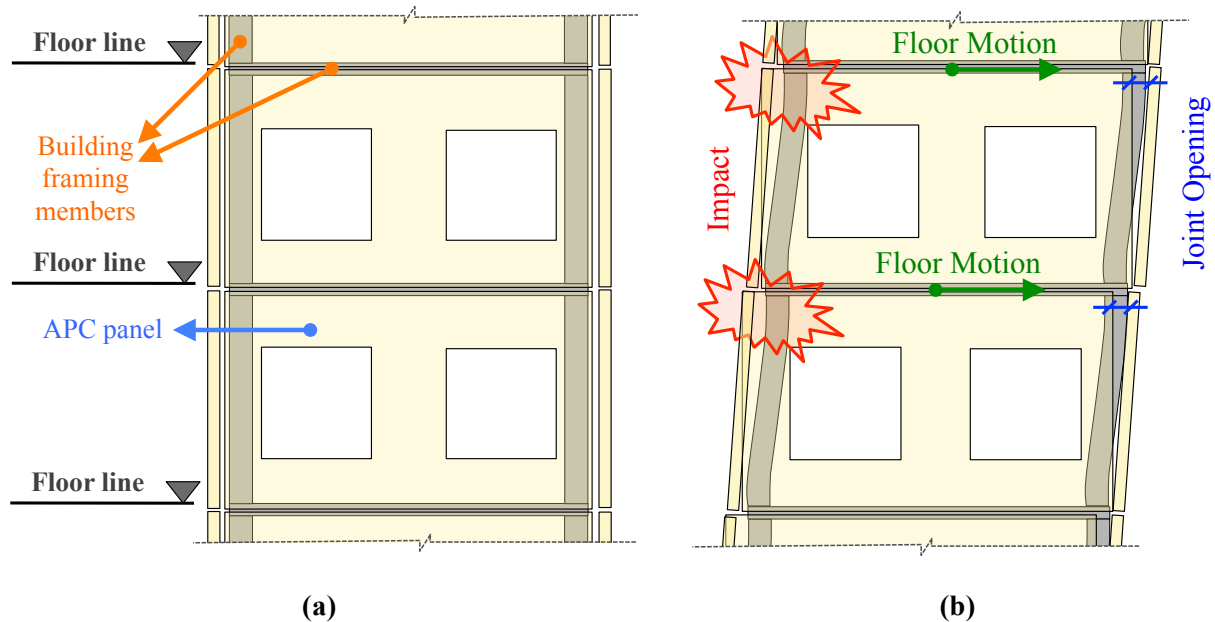 Floor line
Building
framing
members
Floor line
APC panel
Floor line
(a)
Floor Motion
Impact
Joint Opening
Floor Motion
(b)